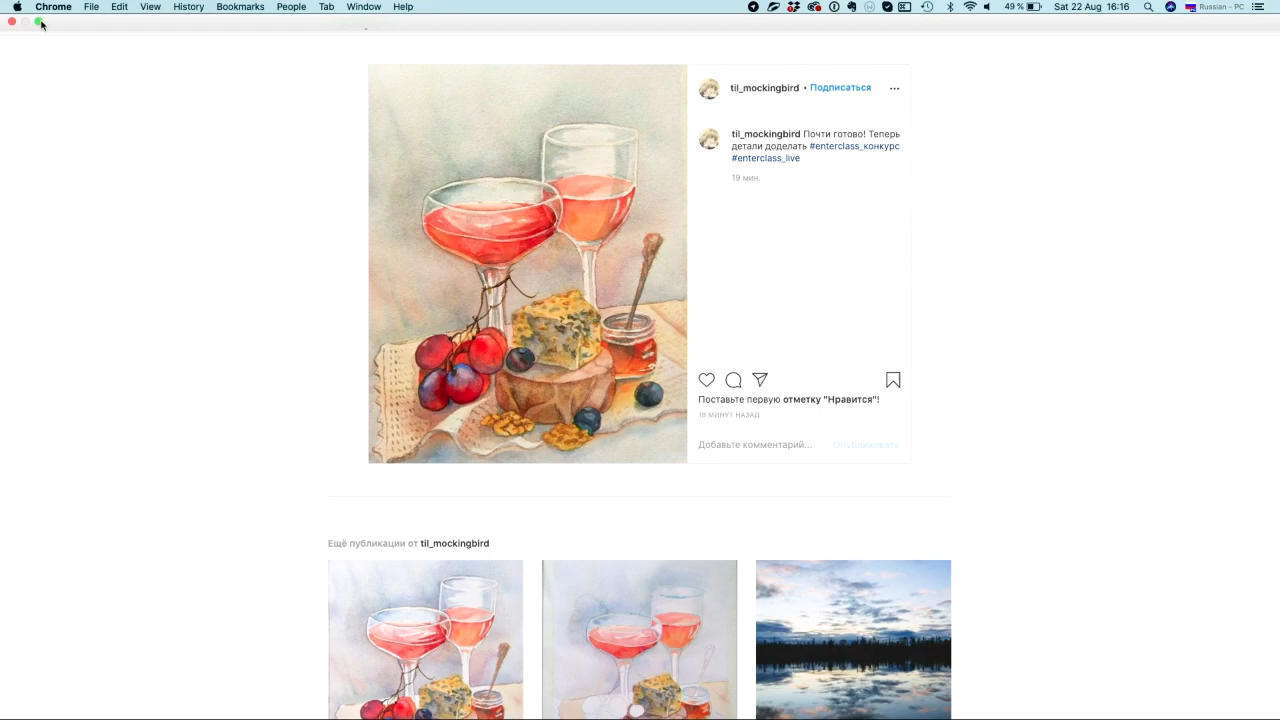 Chrome File Edit View History Bookmarks People Tab Window Help 49 % Sat 22 Aug 16:16 Russian - PC
til_mockingbird • Подписаться
til_mockingbird Почти готово! Теперь
детали доделать #enterclass_конкурс
#enterclass_live
19 мин.
Поставьте первую отметку "Нравится"!
19 МИНУТ НАЗАД
Добавьте комментарий... Опубликовать
Ещё публикации от til_mockingbird